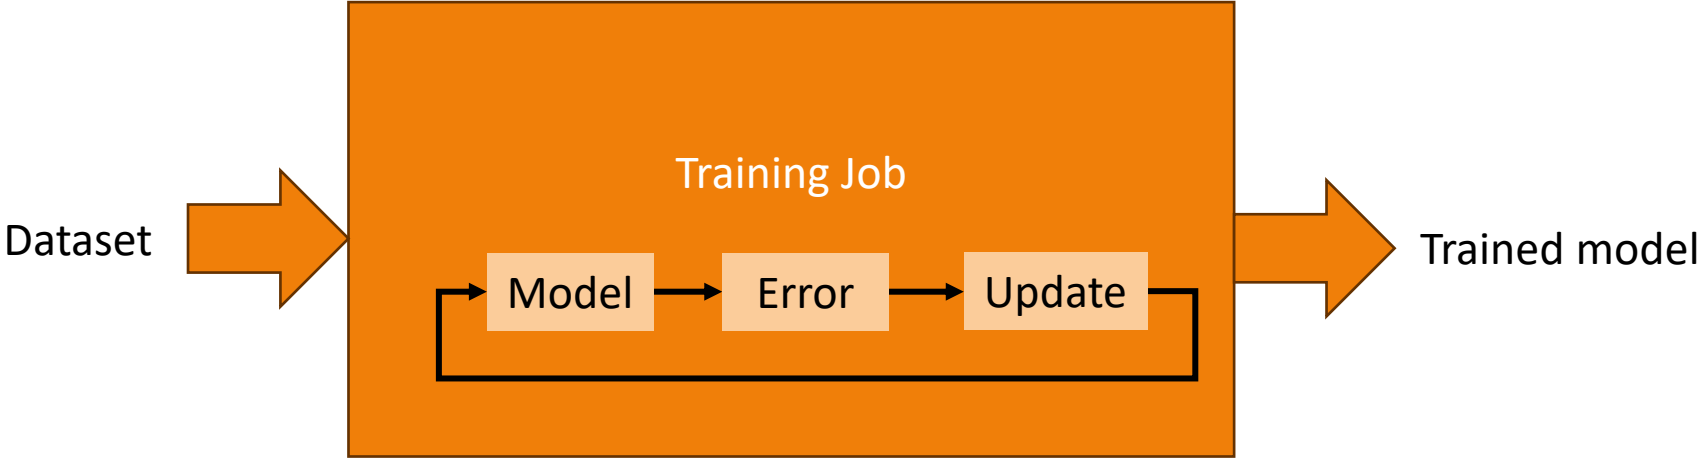 Training Job
Dataset
Trained model
Model
Error
Update